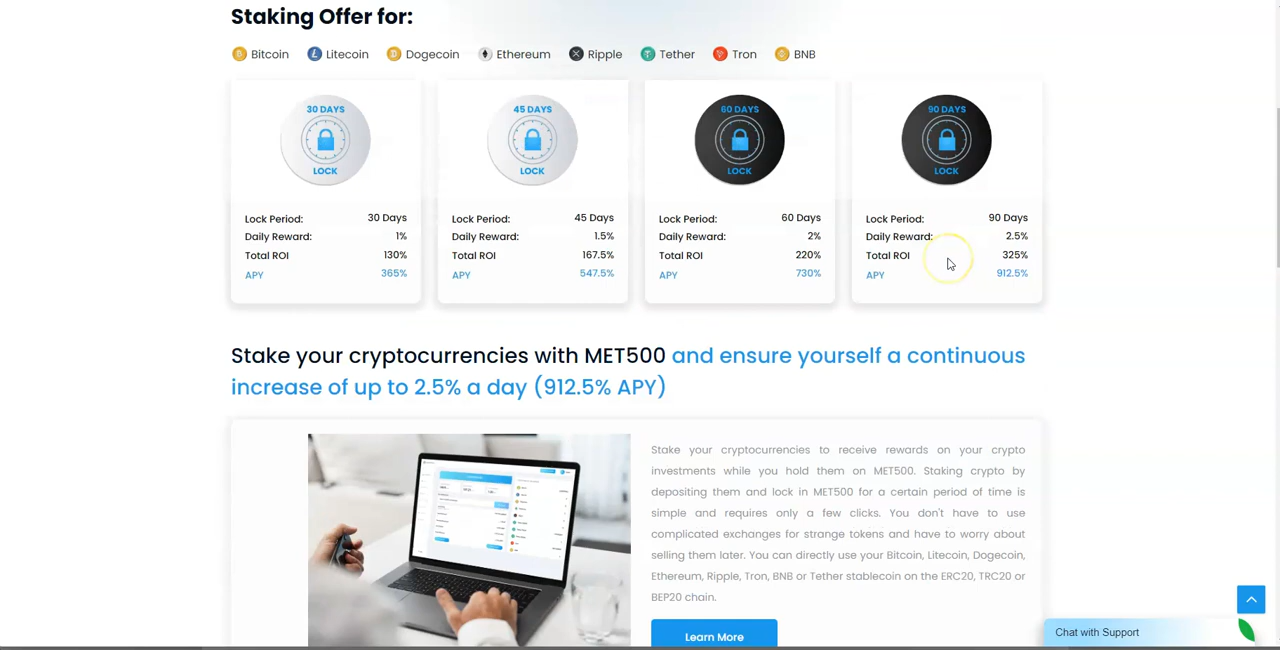 Staking Offer for:
Bitcoin Litecoin Dogecoin Ethereum Ripple Tether Tron BNB
30 DAYS
LOCK
Lock Period: 30 Days
Daily Reward: 1%
Total ROI 130%
APY 365%
45 DAYS
LOCK
Lock Period: 45 Days
Daily Reward: 1.5%
Total ROI 167.5%
APY 547.5%
60 DAYS
LOCK
Lock Period: 60 Days
Daily Reward: 2%
Total ROI 220%
APY 730%
90 DAYS
LOCK
Lock Period: 90 Days
Daily Reward: 2.5%
Total ROI 325%
APY 912.5%
Stake your cryptocurrencies with MET500 and ensure yourself a continuous
increase of up to 2.5% a day (912.5% APY)
Stake your cryptocurrencies to receive rewards on your crypto
investments while you hold them on MET500. Staking crypto by
depositing them and lock in MET500 for a certain period of time is
simple and requires only a few clicks. You don't have to use
complicated exchanges for strange tokens and have to worry about
selling them later. You can directly use your Bitcoin, Litecoin, Dogecoin,
Ethereum, Ripple, Tron, BNB or Tether stablecoin on the ERC20, TRC20 or
BEP20 chain.
Learn More
Chat with Support